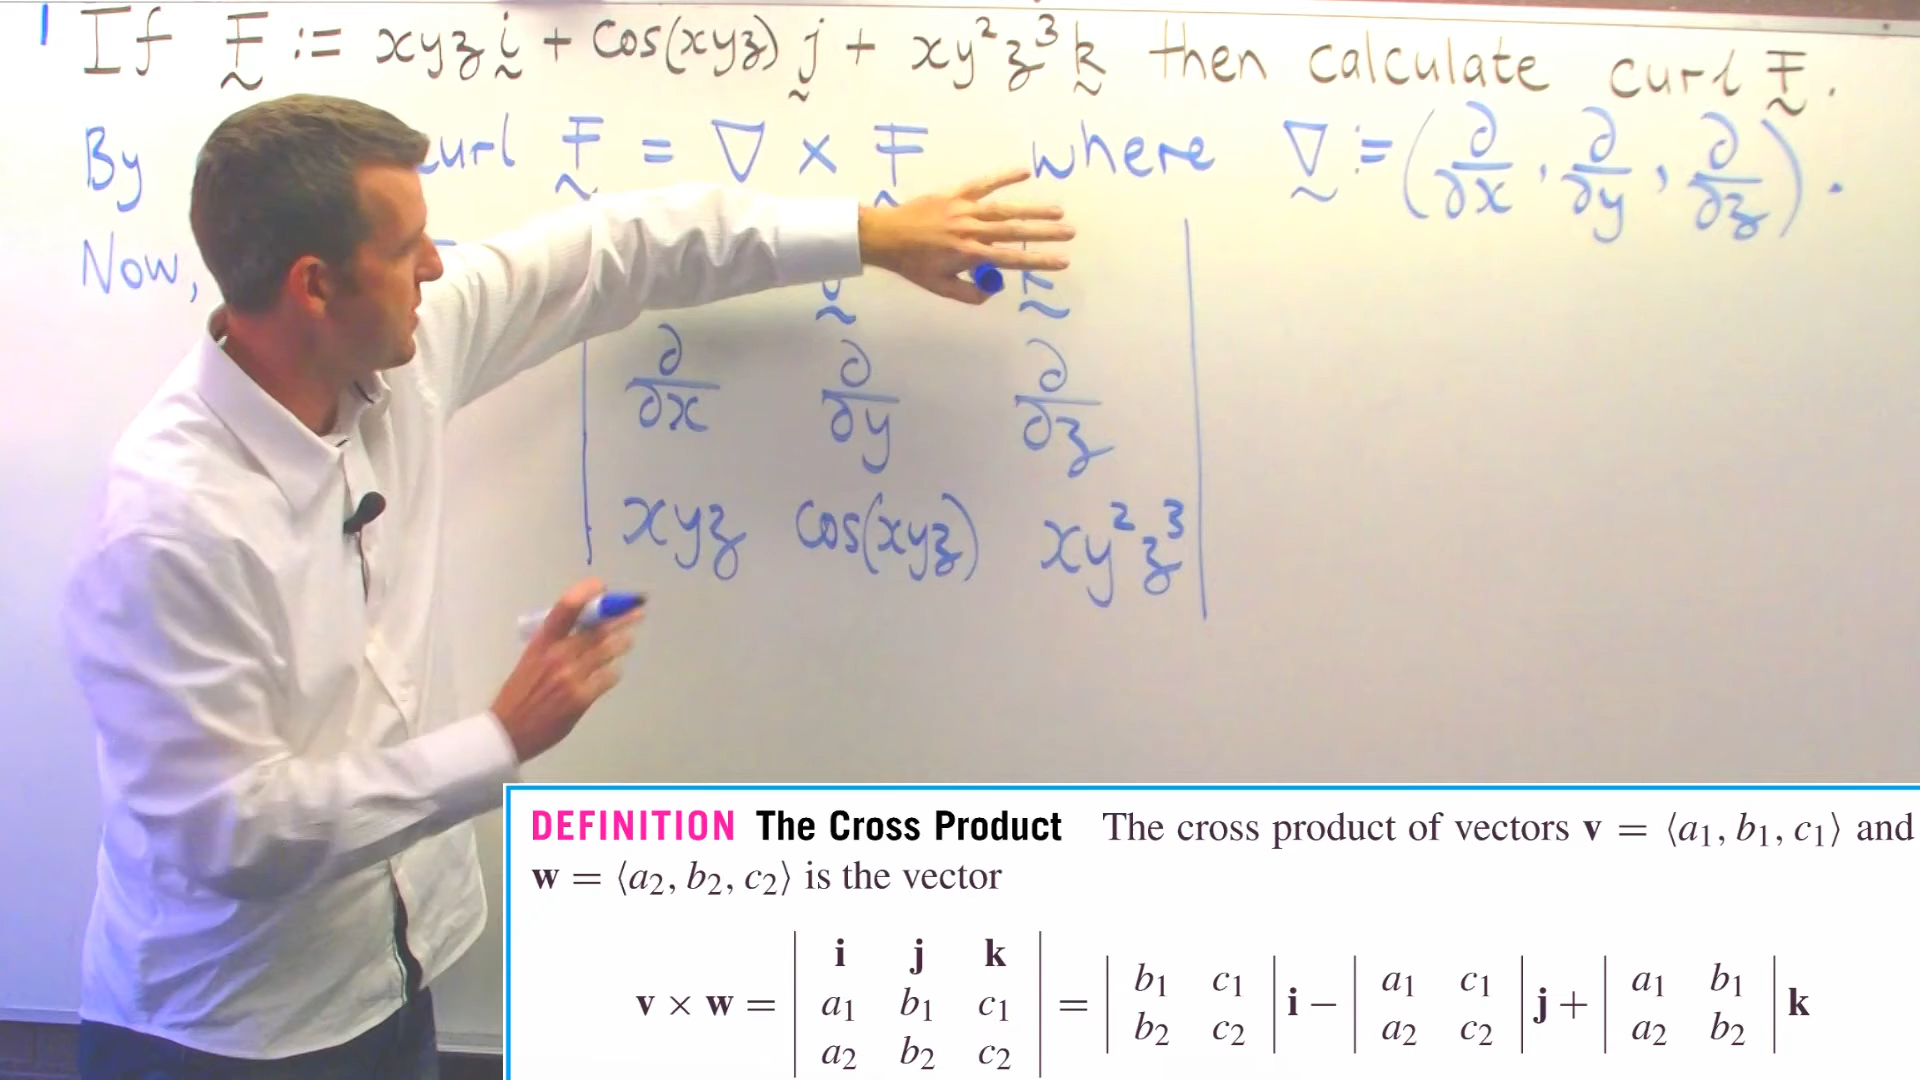 1 If F := xyz i + cos(xyz) j + xy²z³ k then calculate curl F.
By curl F = ∇ × F where ∇ := (∂/∂x, ∂/∂y, ∂/∂z).
Now,
∂/∂x ∂/∂y ∂/∂z
xyz cos(xyz) xy²z³
DEFINITION The Cross Product The cross product of vectors v = ⟨a₁, b₁, c₁⟩ and
w = ⟨a₂, b₂, c₂⟩ is the vector
v × w = | i j k ; a₁ b₁ c₁ ; a₂ b₂ c₂ | = | b₁ c₁ ; b₂ c₂ | i − | a₁ c₁ ; a₂ c₂ | j + | a₁ b₁ ; a₂ b₂ | k